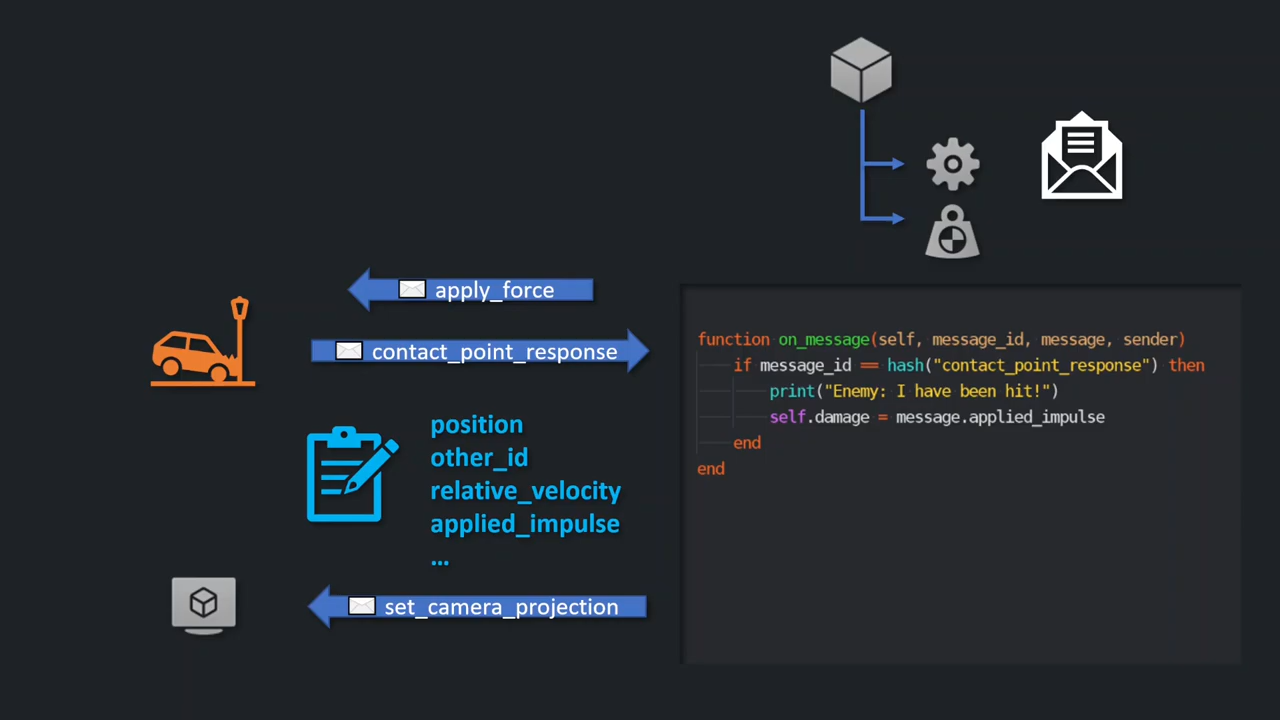 apply_force
contact_point_response
position
other_id
relative_velocity
applied_impulse
...
set_camera_projection
function on_message(self, message_id, message, sender)
if message_id == hash("contact_point_response") then
print("Enemy: I have been hit!")
self.damage = message.applied_impulse
end
end